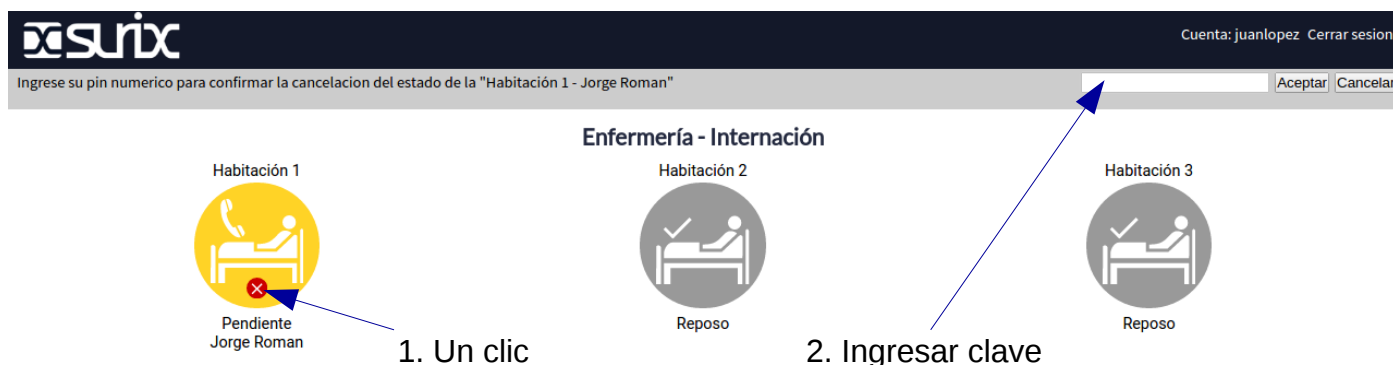 surix
Cuenta: juanlopez Cerrar sesion
Ingrese su pin numerico para confirmar la cancelacion del estado de la "Habitación 1 - Jorge Roman"
Aceptar Cancelar
Enfermería - Internación
Habitación 1 Habitación 2 Habitación 3
Pendiente Reposo Reposo
Jorge Roman
1. Un clic 2. Ingresar clave